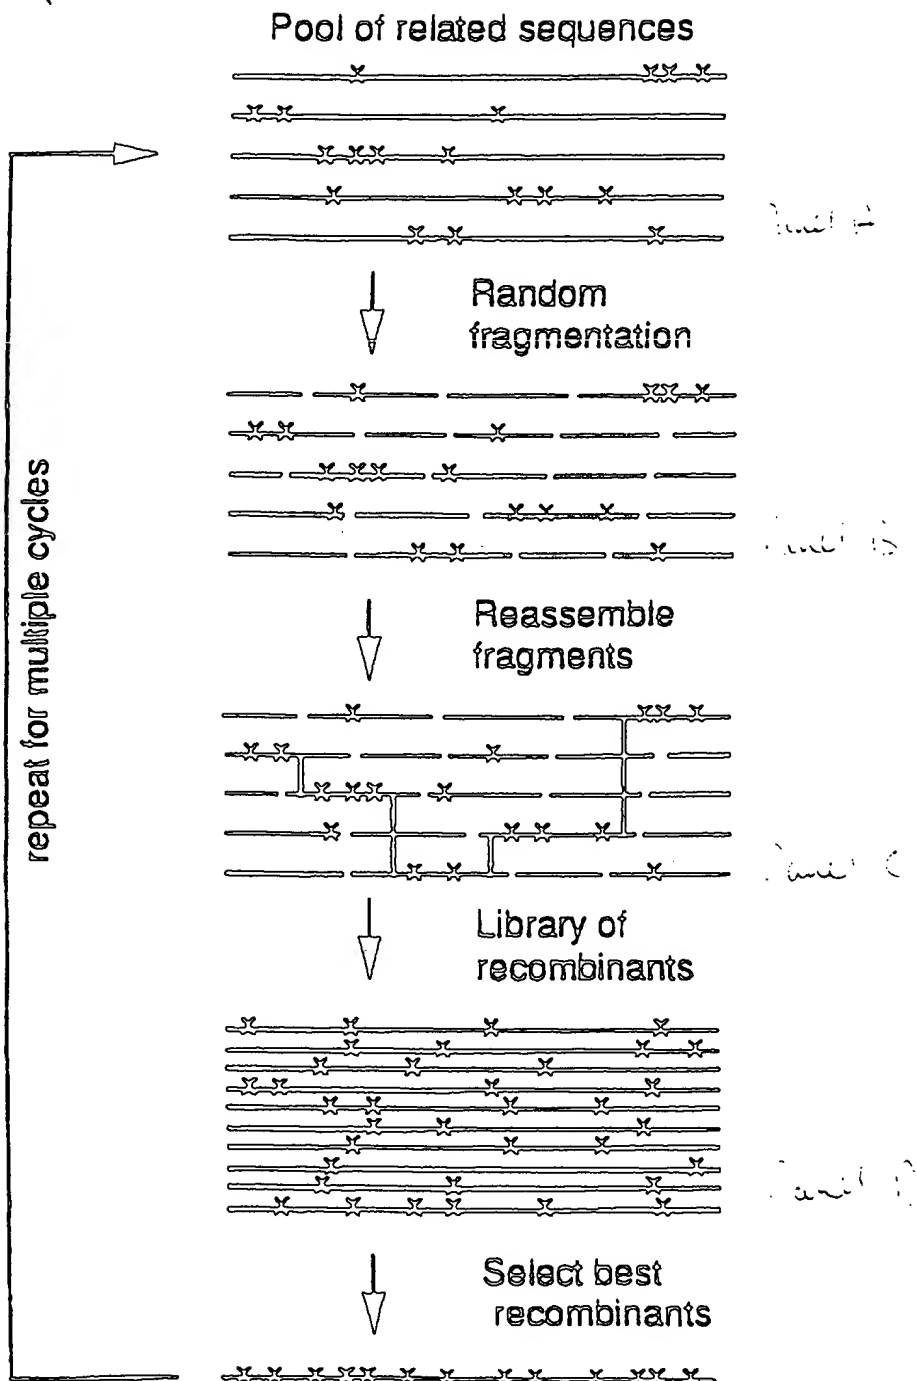 Pool of related sequences
Random
fragmentation
Reassemble
fragments
repeat for multiple cycles
Library of
recombinants
Select best
recombinants